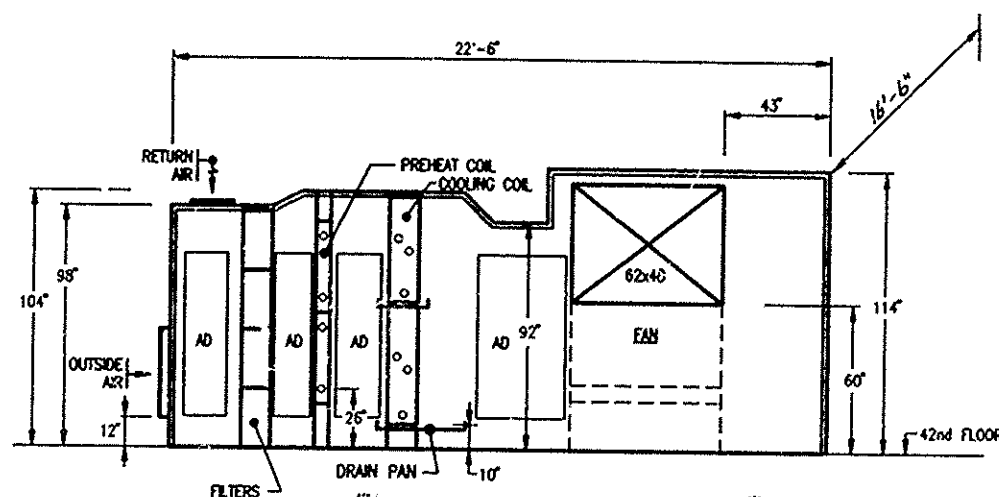 22'-6"
16'-6"
43"
RETURN
AIR
PREHEAT COIL
COOLING COIL
104"
98"
62x40
114"
92"
AD
AD
AD
AD
FAN
60"
OUTSIDE
AIR
12"
26"
10"
42nd FLOOR
DRAIN PAN
FILTERS